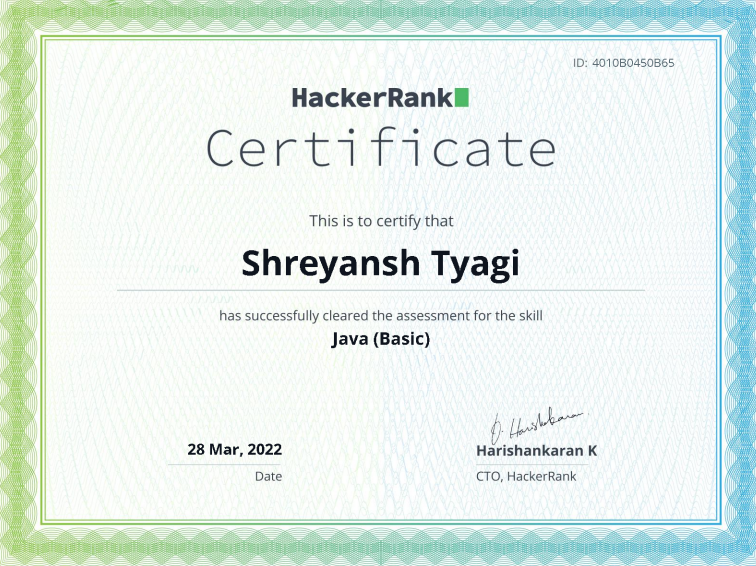 ID: 4010B0450B65
HackerRank
Certificate
This is to certify that
Shreyansh Tyagi
has successfully cleared the assessment for the skill
Java (Basic)
28 Mar, 2022
Date
Harishankaran K
CTO, HackerRank